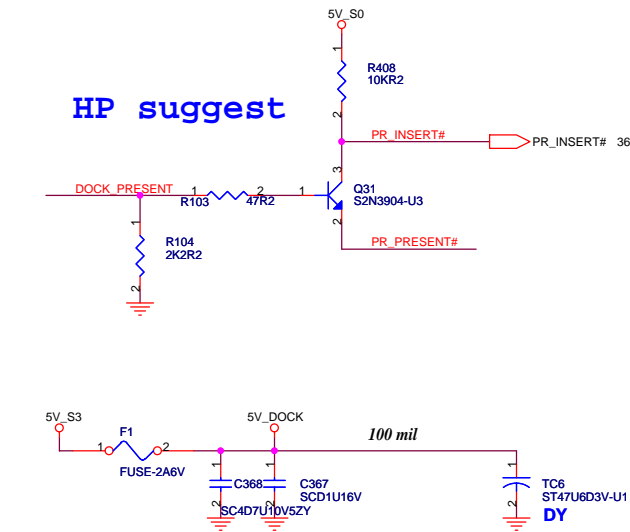 5V_S0
1
R408
10KR2
HP suggest
2
PR_INSERT#
PR_INSERT# 36
3
DOCK_PRESENT
1
2
1
Q31
R103
47R2
S2N3904-U3
1
2
PR_PRESENT#
R104
2K2R2
2
5V_S3
5V_DOCK
F1
100 mil
1
2
FUSE-2A6V
1
1
1
C368
C367
TC6
SCD1U16V
ST47U6D3V-U1
2
2
2
SC4D7U10V5ZY
DY